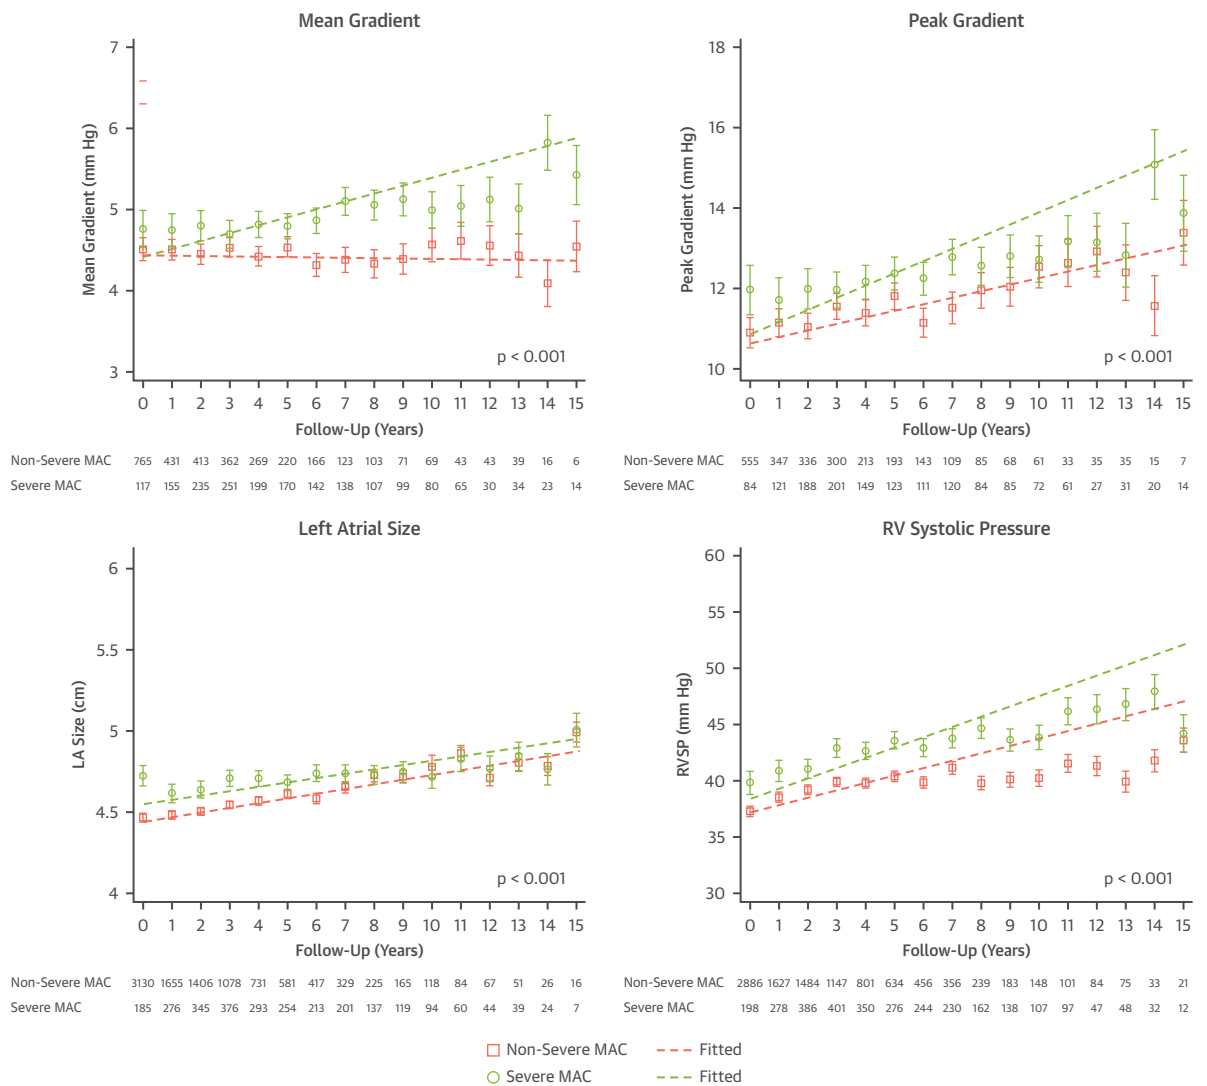 Mean Gradient
Mean Gradient (mm Hg)
7
6
5
4
3
p < 0.001
0 1 2 3 4 5 6 7 8 9 10 11 12 13 14 15
Follow-Up (Years)
Non-Severe MAC 765 431 413 362 269 220 166 123 103 71 69 43 43 39 16 6
Severe MAC 117 155 235 251 199 170 142 138 107 99 80 65 30 34 23 14
Peak Gradient
Peak Gradient (mm Hg)
18
16
14
12
10
p < 0.001
0 1 2 3 4 5 6 7 8 9 10 11 12 13 14 15
Follow-Up (Years)
Non-Severe MAC 555 347 336 300 213 193 143 109 85 68 61 33 35 35 15 7
Severe MAC 84 121 188 201 149 123 111 120 84 85 72 61 27 31 20 14
Left Atrial Size
LA Size (cm)
6
5.5
5
4.5
4
p < 0.001
0 1 2 3 4 5 6 7 8 9 10 11 12 13 14 15
Follow-Up (Years)
Non-Severe MAC 3130 1655 1406 1078 731 581 417 329 225 165 118 84 67 51 26 16
Severe MAC 185 276 345 376 293 254 213 201 137 119 94 60 44 39 24 7
RV Systolic Pressure
RVSP (mm Hg)
60
55
50
45
40
35
30
p < 0.001
0 1 2 3 4 5 6 7 8 9 10 11 12 13 14 15
Follow-Up (Years)
Non-Severe MAC 2886 1627 1484 1147 801 634 456 356 239 183 148 101 84 75 33 21
Severe MAC 198 278 386 401 350 276 244 230 162 138 107 97 47 48 32 12
Non-Severe MAC Fitted
Severe MAC Fitted